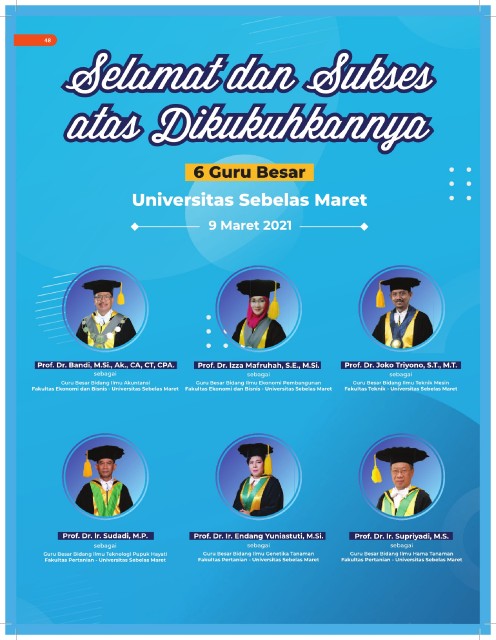 48
Selamat dan Sukses
atas Dikukuhkannya
6 Guru Besar
Universitas Sebelas Maret
9 Maret 2021
Prof. Dr. Bandi, M.Si., Ak., CA, CT, CPA.
sebagai
Guru Besar Bidang Ilmu Akuntansi
Fakultas Ekonomi dan Bisnis - Universitas Sebelas Maret
Prof. Dr. Izza Mafruhah, S.E., M.Si.
sebagai
Guru Besar Bidang Ilmu Ekonomi Pembangunan
Fakultas Ekonomi dan Bisnis - Universitas Sebelas Maret
Prof. Dr. Joko Triyono, S.T., M.T.
sebagai
Guru Besar Bidang Ilmu Teknik Mesin
Fakultas Teknik - Universitas Sebelas Maret
Prof. Dr. Ir. Sudadi, M.P.
sebagai
Guru Besar Bidang Ilmu Teknologi Pupuk Hayati
Fakultas Pertanian - Universitas Sebelas Maret
Prof. Dr. Ir. Endang Yuniastuti, M.Si.
sebagai
Guru Besar Bidang Ilmu Genetika Tanaman
Fakultas Pertanian - Universitas Sebelas Maret
Prof. Dr. Ir. Supriyadi, M.S.
sebagai
Guru Besar Bidang Ilmu Hama Tanaman
Fakultas Pertanian - Universitas Sebelas Maret